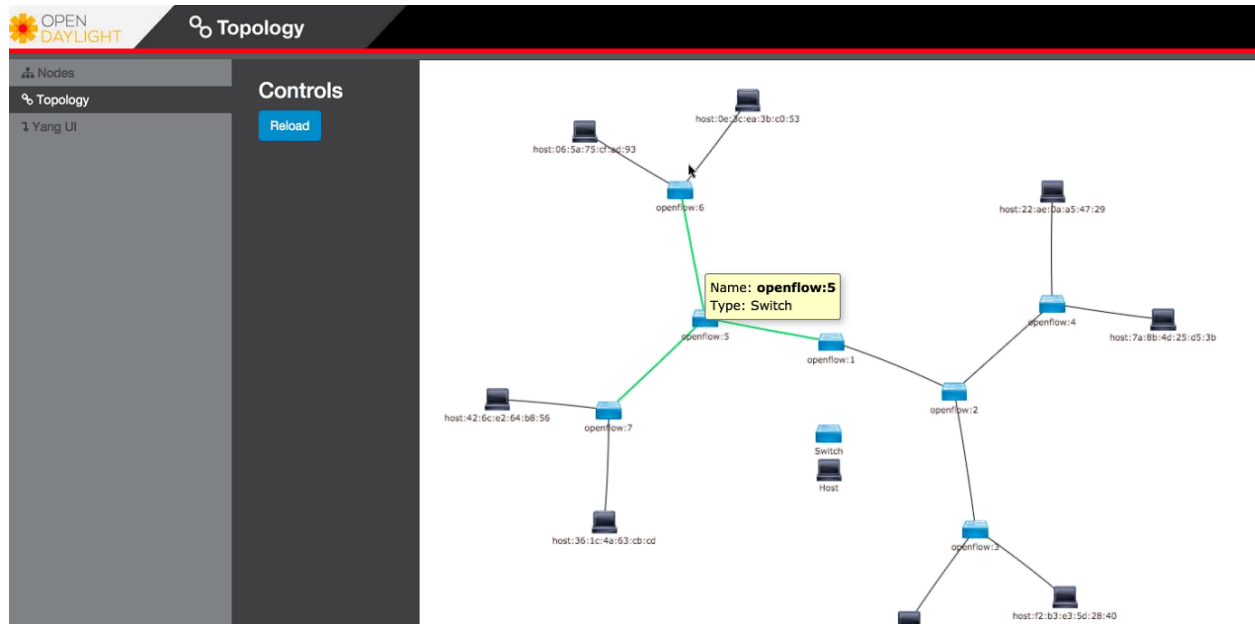 OPEN
DAYLIGHT
Topology
Nodes
Topology
Yang UI
Controls
Reload
host:0e:3c:ea:3b:c0:53
host:06:5a:75:cf:ad:93
openflow:6
host:22:ae:0a:a5:47:29
Name: openflow:5
Type: Switch
openflow:4
openflow:5
host:7a:8b:4d:25:d5:3b
openflow:1
openflow:2
host:42:6c:e2:64:b8:56
openflow:7
Switch
Host
host:36:1c:4a:63:cb:cd
openflow:3
host:f2:b3:e3:5d:28:40